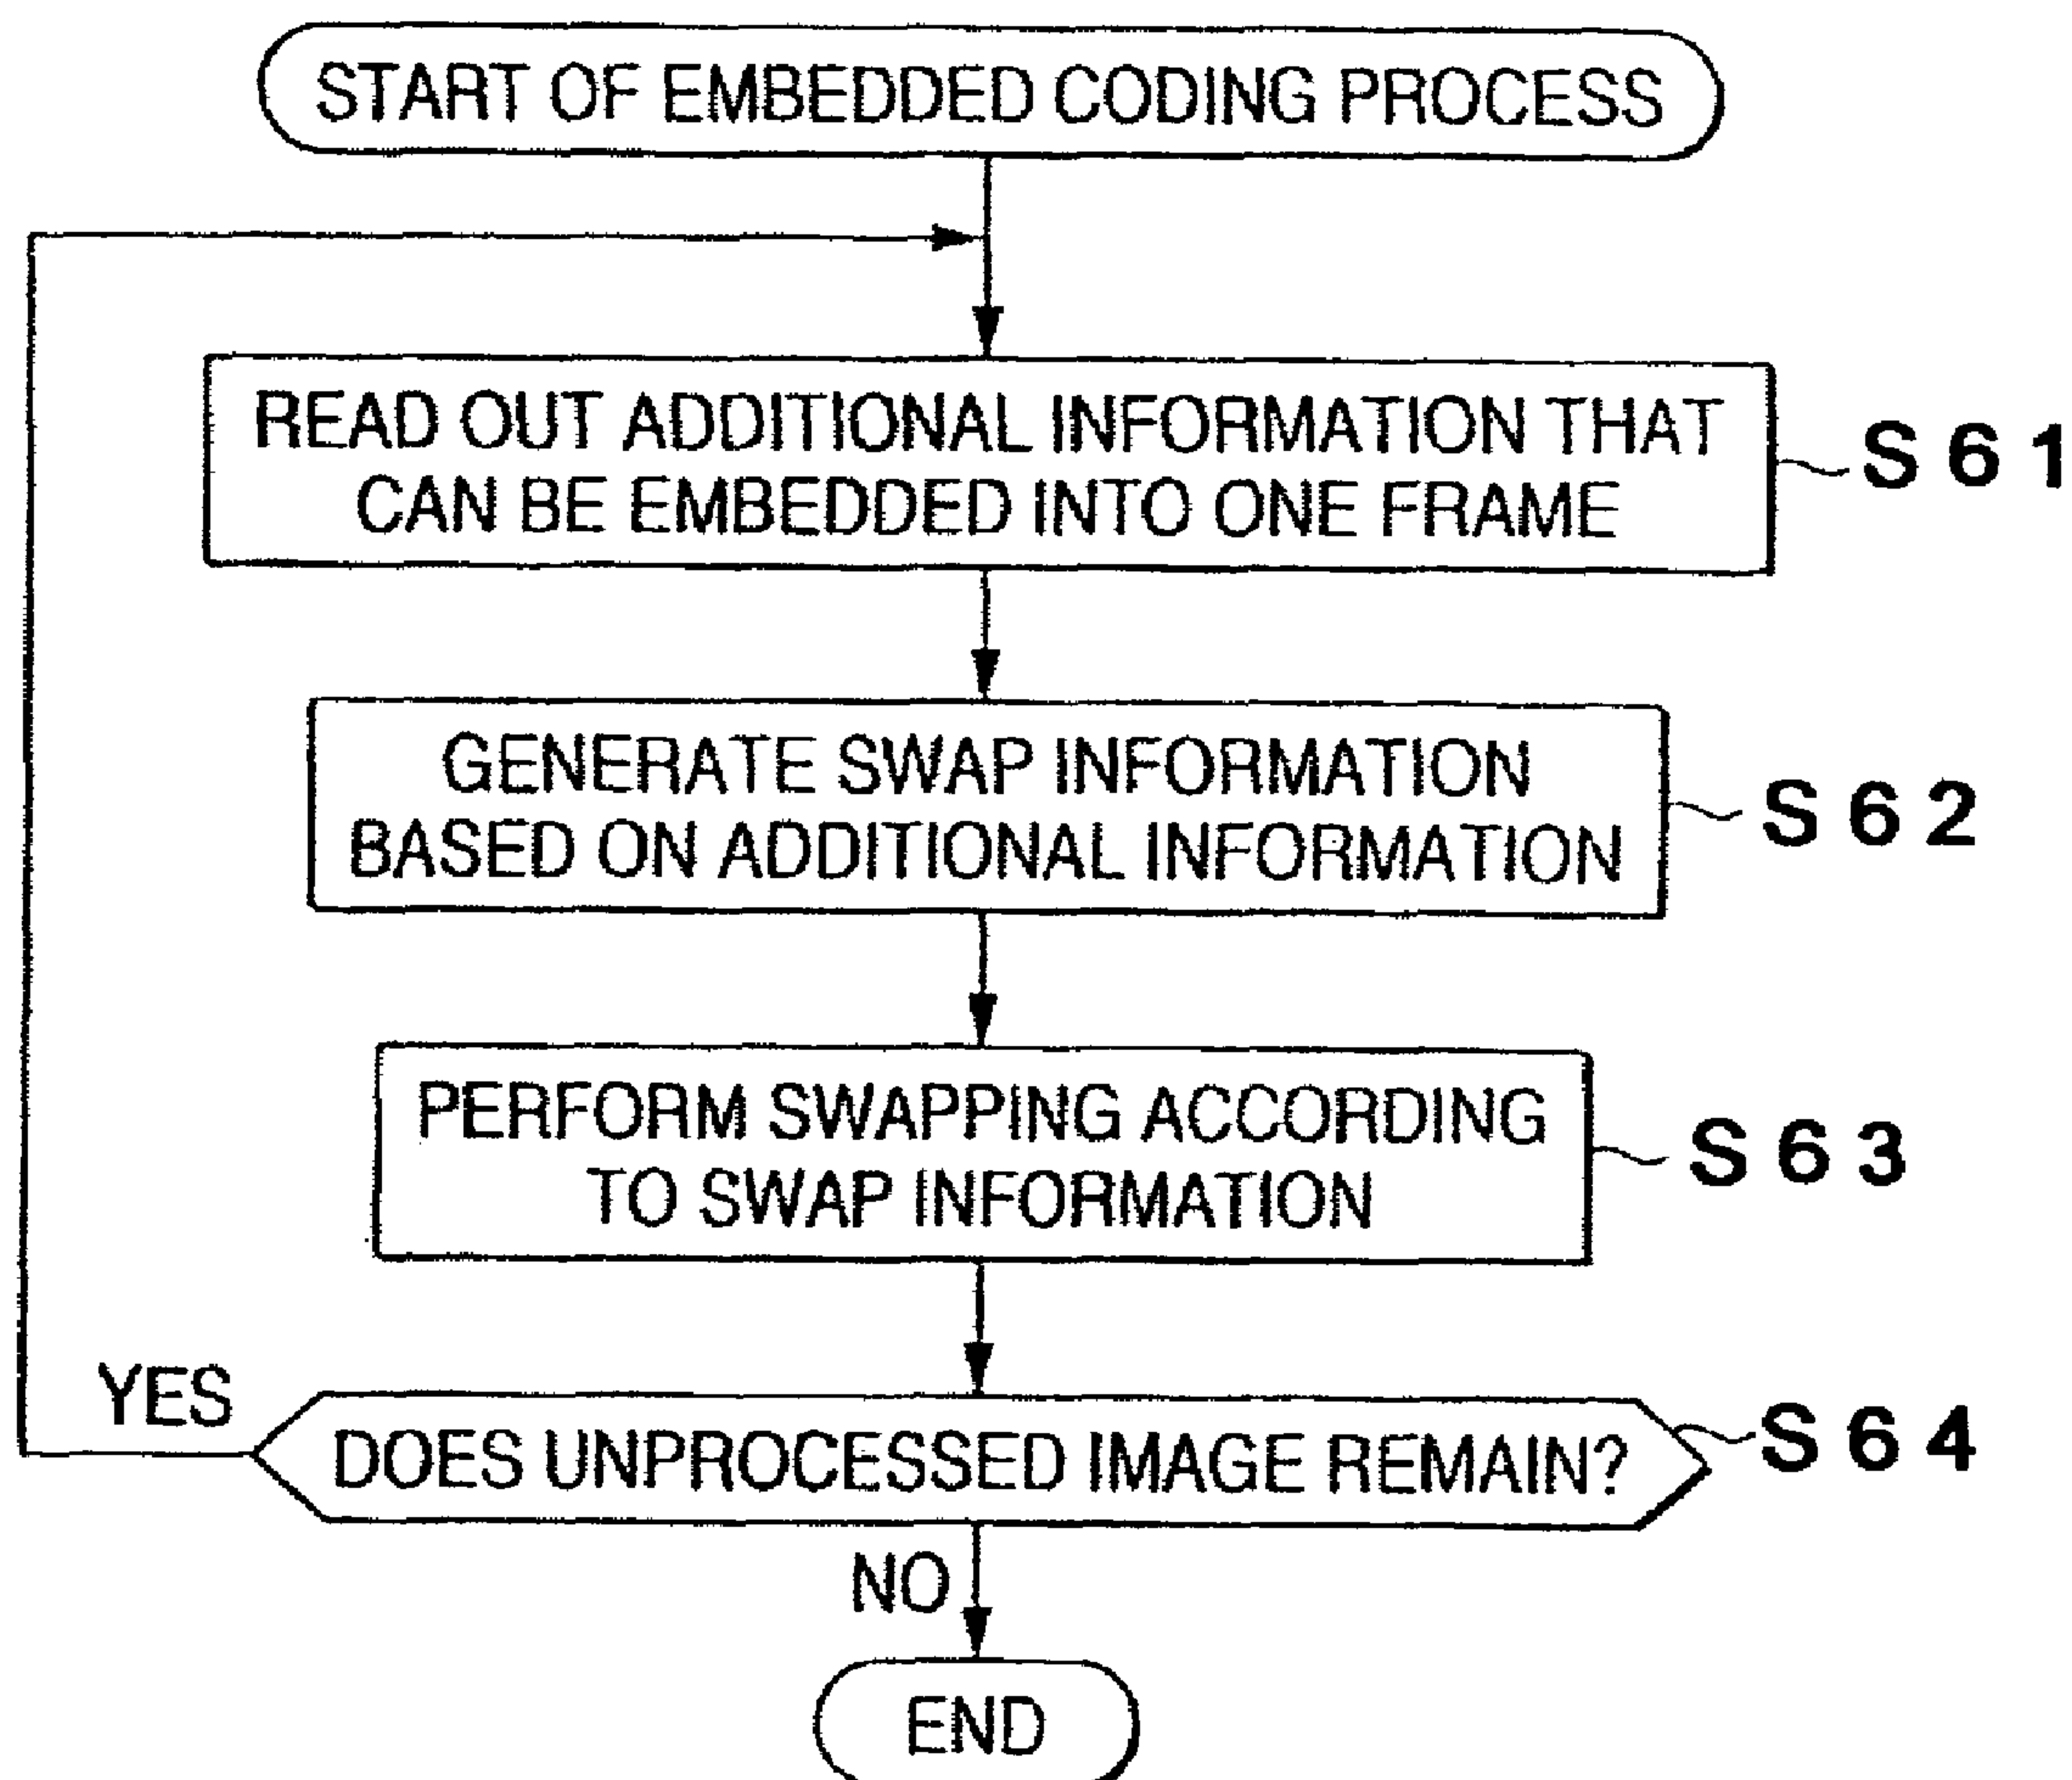 START OF EMBEDDED CODING PROCESS
READ OUT ADDITIONAL INFORMATION THAT
CAN BE EMBEDDED INTO ONE FRAME
S61
GENERATE SWAP INFORMATION
BASED ON ADDITIONAL INFORMATION
S62
PERFORM SWAPPING ACCORDING
TO SWAP INFORMATION
S63
YES
DOES UNPROCESSED IMAGE REMAIN?
S64
NO
END